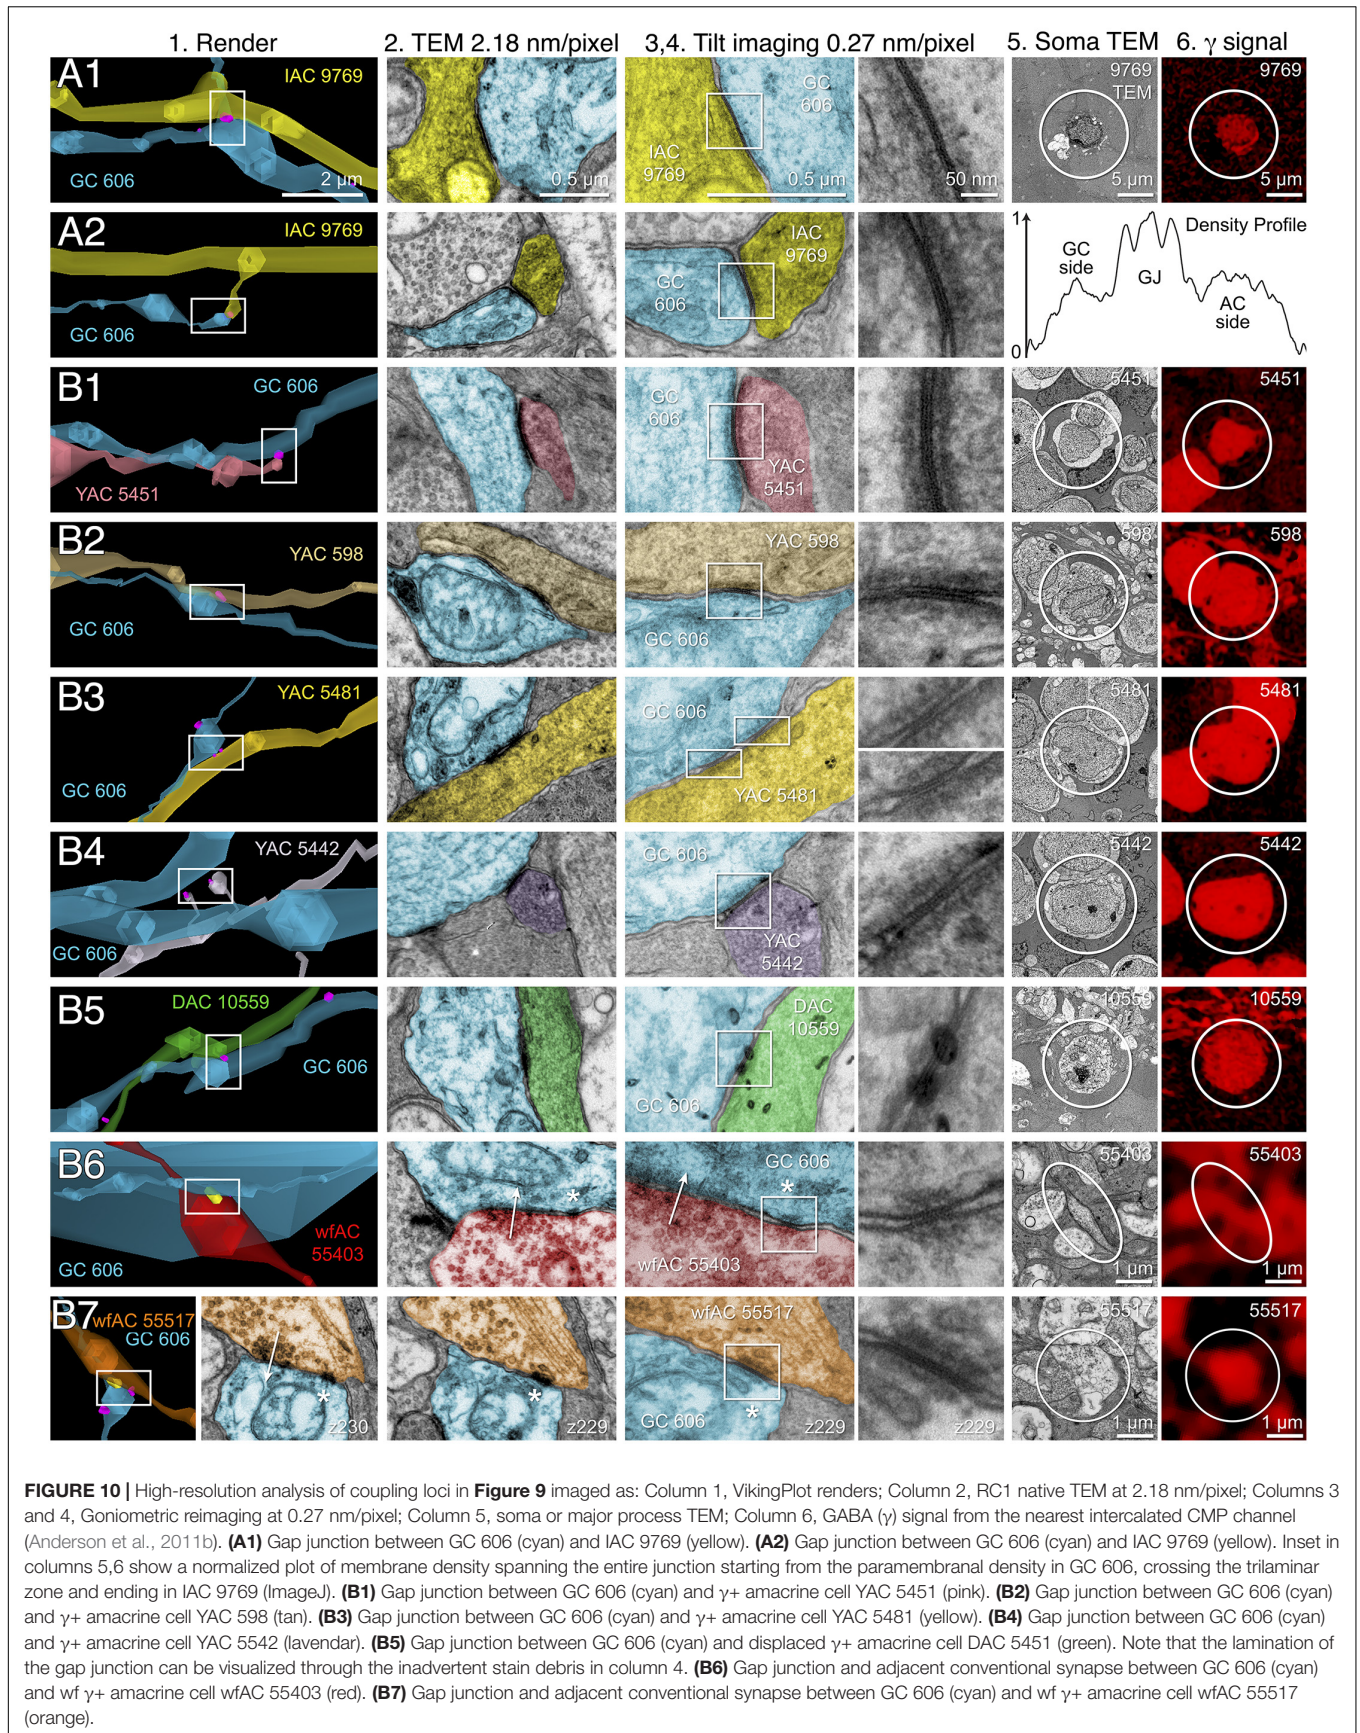 1. Render
2. TEM 2.18 nm/pixel
3,4. Tilt imaging 0.27 nm/pixel
5. Soma TEM
6. γ signal
A1
IAC 9769
GC 606
2 μm
0.5 μm
GC
606
IAC
9769
0.5 μm
50 nm
9769
TEM
5 μm
9769
5 μm
A2
IAC 9769
GC 606
IAC
9769
GC
606
1
0
Density Profile
GC
side
GJ
AC
side
B1
GC 606
YAC 5451
GC
606
YAC
5451
5451
5451
B2
YAC 598
GC 606
YAC 598
GC 606
598
598
B3
YAC 5481
GC 606
GC 606
YAC 5481
5481
5481
B4
YAC 5442
GC 606
GC 606
YAC
5442
5442
5442
B5
DAC 10559
GC 606
DAC
10559
GC 606
10559
10559
B6
wfAC
55403
GC 606
*
GC 606
*
wfAC 55403
55403
1 μm
55403
1 μm
B7
wfAC 55517
GC 606
*
z230
*
z229
wfAC 55517
GC 606
*
z229
z229
55517
1 μm
55517
1 μm
FIGURE 10 | High-resolution analysis of coupling loci in Figure 9 imaged as: Column 1, VikingPlot renders; Column 2, RC1 native TEM at 2.18 nm/pixel; Columns 3
and 4, Goniometric reimaging at 0.27 nm/pixel; Column 5, soma or major process TEM; Column 6, GABA (γ) signal from the nearest intercalated CMP channel
(Anderson et al., 2011b). (A1) Gap junction between GC 606 (cyan) and IAC 9769 (yellow). (A2) Gap junction between GC 606 (cyan) and IAC 9769 (yellow). Inset in
columns 5,6 show a normalized plot of membrane density spanning the entire junction starting from the paramembranal density in GC 606, crossing the trilaminar
zone and ending in IAC 9769 (ImageJ). (B1) Gap junction between GC 606 (cyan) and γ+ amacrine cell YAC 5451 (pink). (B2) Gap junction between GC 606 (cyan)
and γ+ amacrine cell YAC 598 (tan). (B3) Gap junction between GC 606 (cyan) and γ+ amacrine cell YAC 5481 (yellow). (B4) Gap junction between GC 606 (cyan)
and γ+ amacrine cell YAC 5542 (lavendar). (B5) Gap junction between GC 606 (cyan) and displaced γ+ amacrine cell DAC 5451 (green). Note that the lamination of
the gap junction can be visualized through the inadvertent stain debris in column 4. (B6) Gap junction and adjacent conventional synapse between GC 606 (cyan)
and wf γ+ amacrine cell wfAC 55403 (red). (B7) Gap junction and adjacent conventional synapse between GC 606 (cyan) and wf γ+ amacrine cell wfAC 55517
(orange).